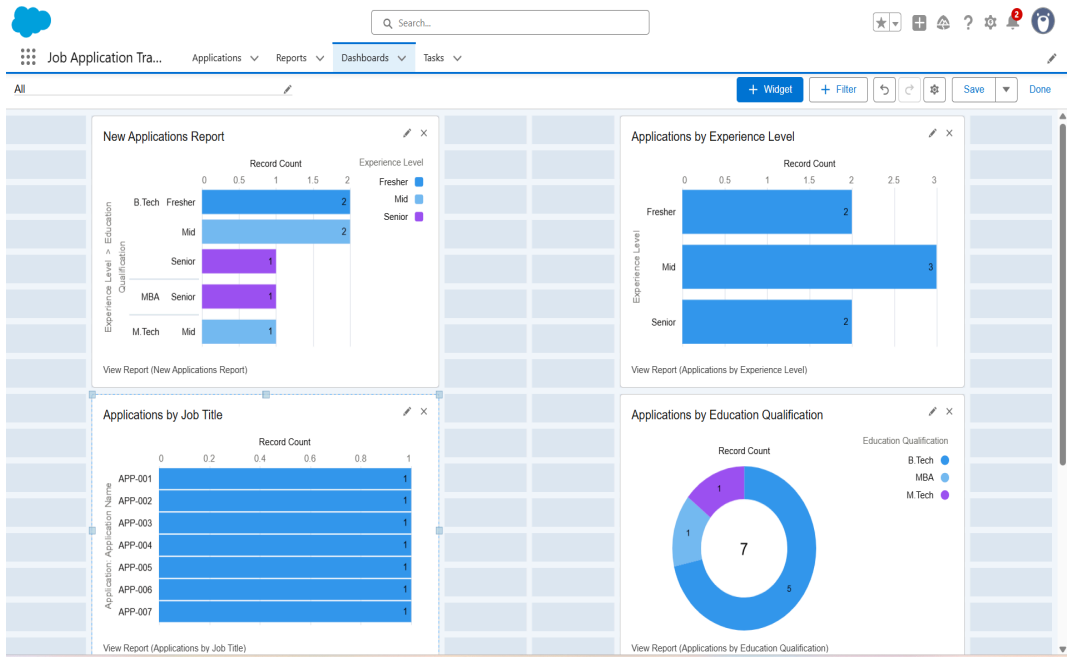 Search...
2
Job Application Tra...
Applications
Reports
Dashboards
Tasks
All
+ Widget
+ Filter
Save
Done
New Applications Report
Record Count
0 0.5 1 1.5 2
Experience Level > Education Qualification
B.Tech Fresher 2
Mid 2
Senior 1
MBA Senior 1
M.Tech Mid 1
Experience Level
Fresher
Mid
Senior
View Report (New Applications Report)
Applications by Experience Level
Record Count
0 0.5 1 1.5 2 2.5 3
Experience Level
Fresher 2
Mid 3
Senior 2
View Report (Applications by Experience Level)
Applications by Job Title
Record Count
0 0.2 0.4 0.6 0.8 1
Application: Application Name
APP-001 1
APP-002 1
APP-003 1
APP-004 1
APP-005 1
APP-006 1
APP-007 1
View Report (Applications by Job Title)
Applications by Education Qualification
Record Count
Education Qualification
B.Tech
MBA
M.Tech
1
1
7
5
View Report (Applications by Education Qualification)